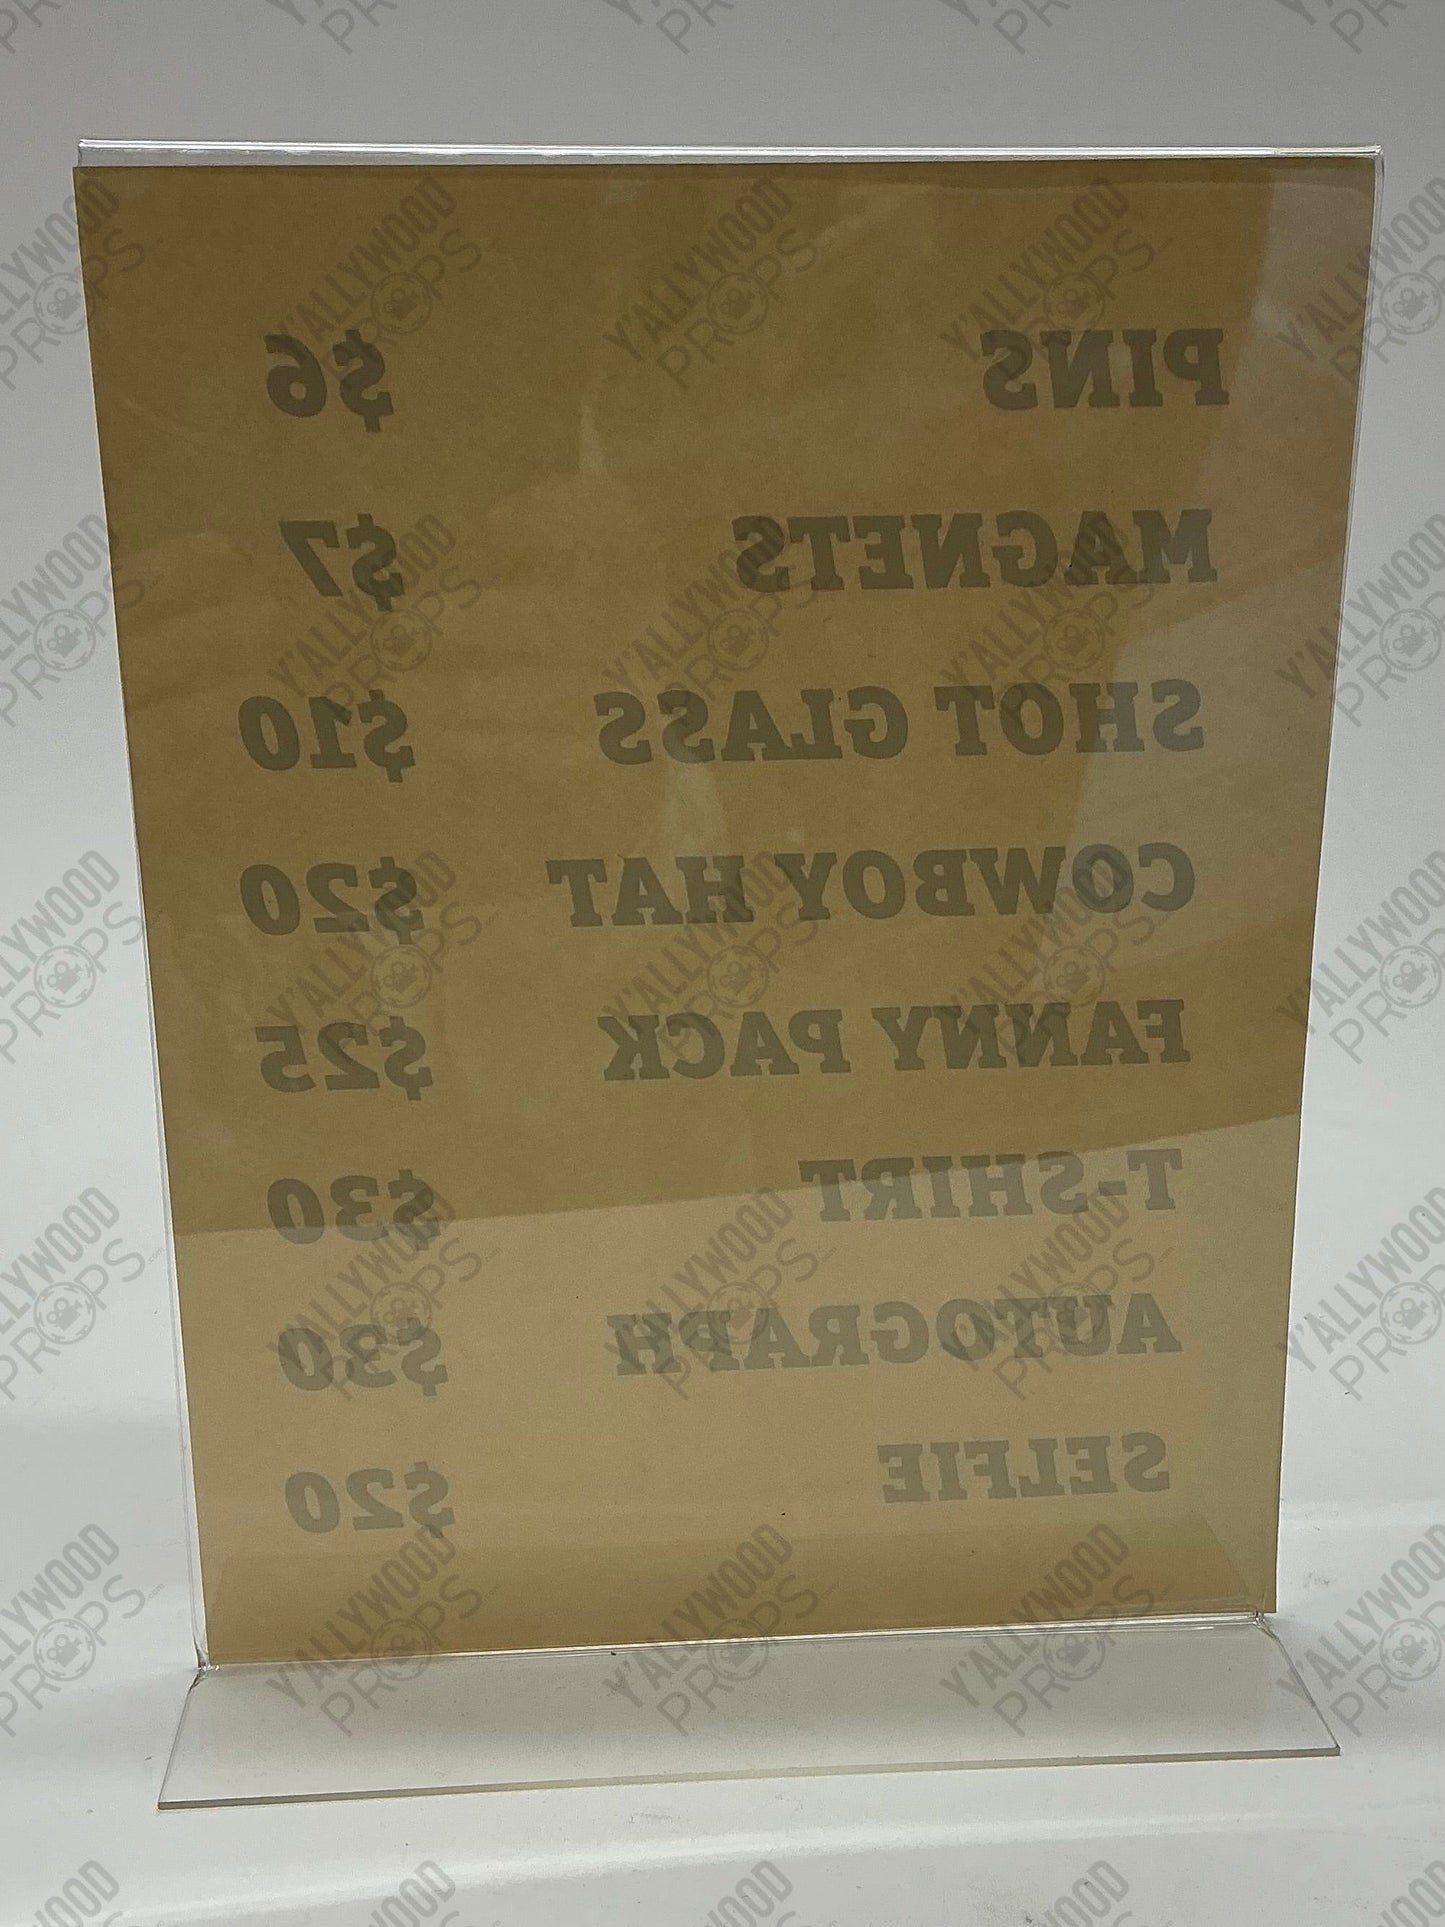 PINS $6
MAGNETS $7
SHOT GLASS $10
COWBOY HAT $20
FANNY PACK $25
T-SHIRT $30
AUTOGRAPH $30
SELFIE $20
Y'ALLYWOOD
PROPS.com